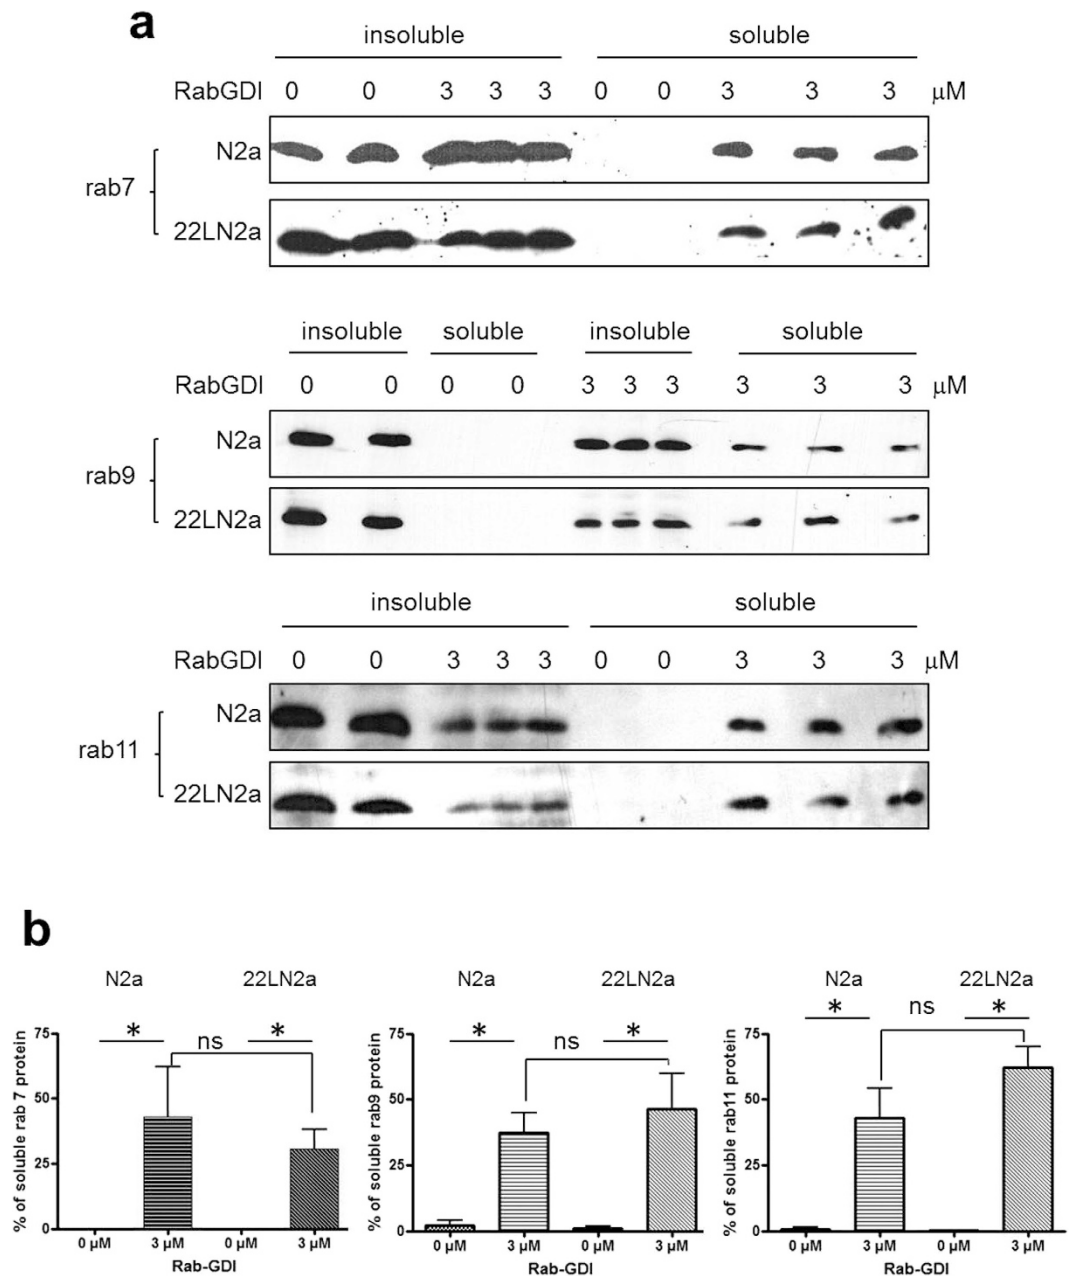 a
insoluble soluble
RabGDI 0 0 3 3 3 0 0 3 3 3 µM
N2a
rab7
22LN2a
insoluble soluble insoluble soluble
RabGDI 0 0 0 0 3 3 3 3 3 3 µM
N2a
rab9
22LN2a
insoluble soluble
RabGDI 0 0 3 3 3 0 0 3 3 3 µM
N2a
rab11
22LN2a
b
N2a 22LN2a
* ns *
% of soluble rab 7 protein
75
50
25
0
0 µM 3 µM 0 µM 3 µM
Rab-GDI
N2a 22LN2a
* ns *
% of soluble rab9 protein
75
50
25
0
0 µM 3 µM 0 µM 3 µM
Rab-GDI
N2a 22LN2a
* ns *
% of soluble rab11 protein
75
50
25
0
0 µM 3 µM 0 µM 3 µM
Rab-GDI